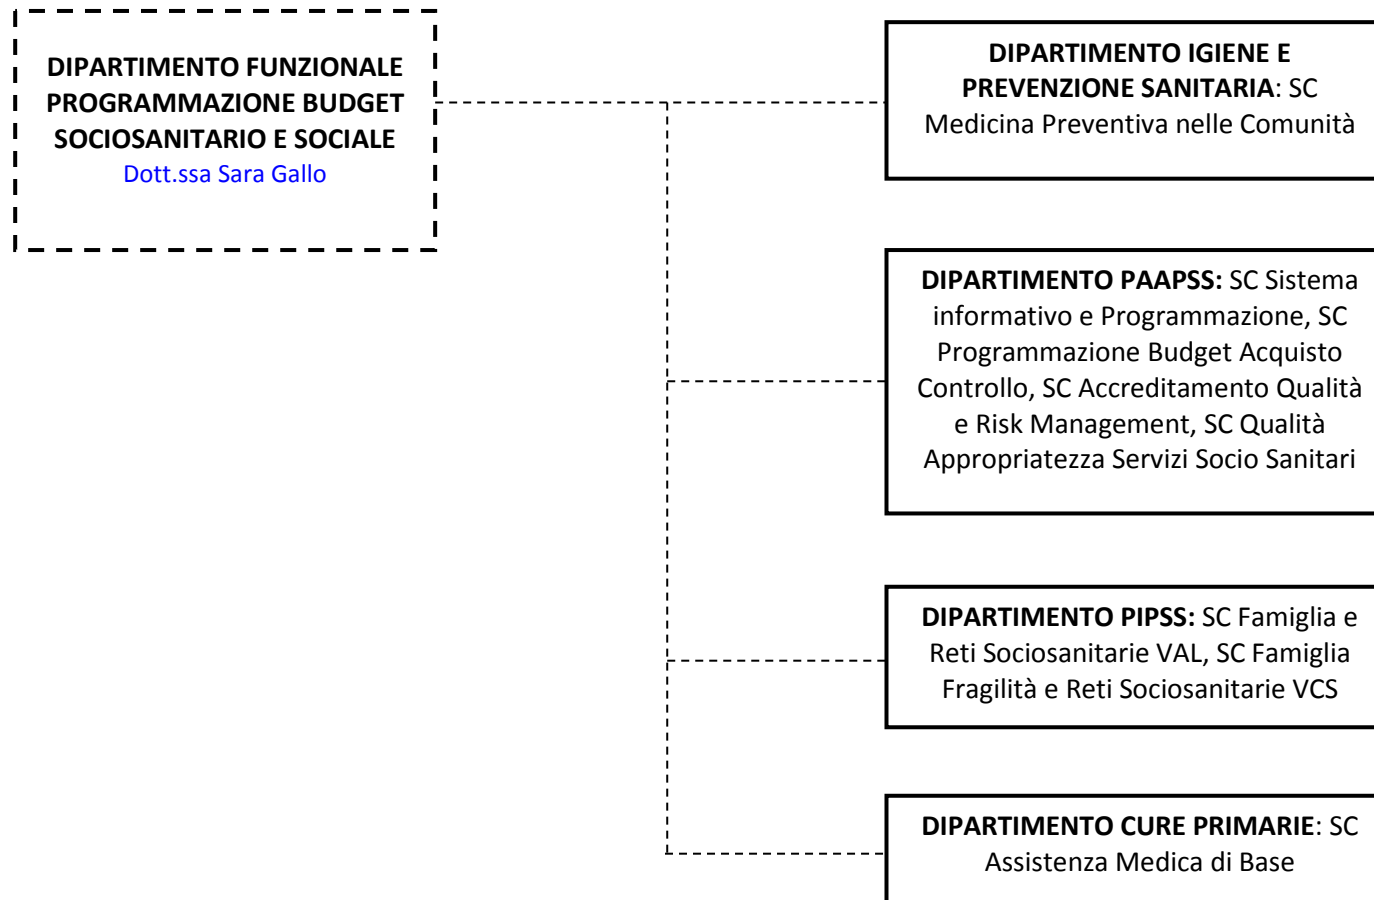 DIPARTIMENTO FUNZIONALE
PROGRAMMAZIONE BUDGET
SOCIOSANITARIO E SOCIALE
Dott.ssa Sara Gallo
DIPARTIMENTO IGIENE E
PREVENZIONE SANITARIA: SC
Medicina Preventiva nelle Comunità
DIPARTIMENTO PAAPSS: SC Sistema
informativo e Programmazione, SC
Programmazione Budget Acquisto
Controllo, SC Accreditamento Qualità
e Risk Management, SC Qualità
Appropriatezza Servizi Socio Sanitari
DIPARTIMENTO PIPSS: SC Famiglia e
Reti Sociosanitarie VAL, SC Famiglia
Fragilità e Reti Sociosanitarie VCS
DIPARTIMENTO CURE PRIMARIE: SC
Assistenza Medica di Base